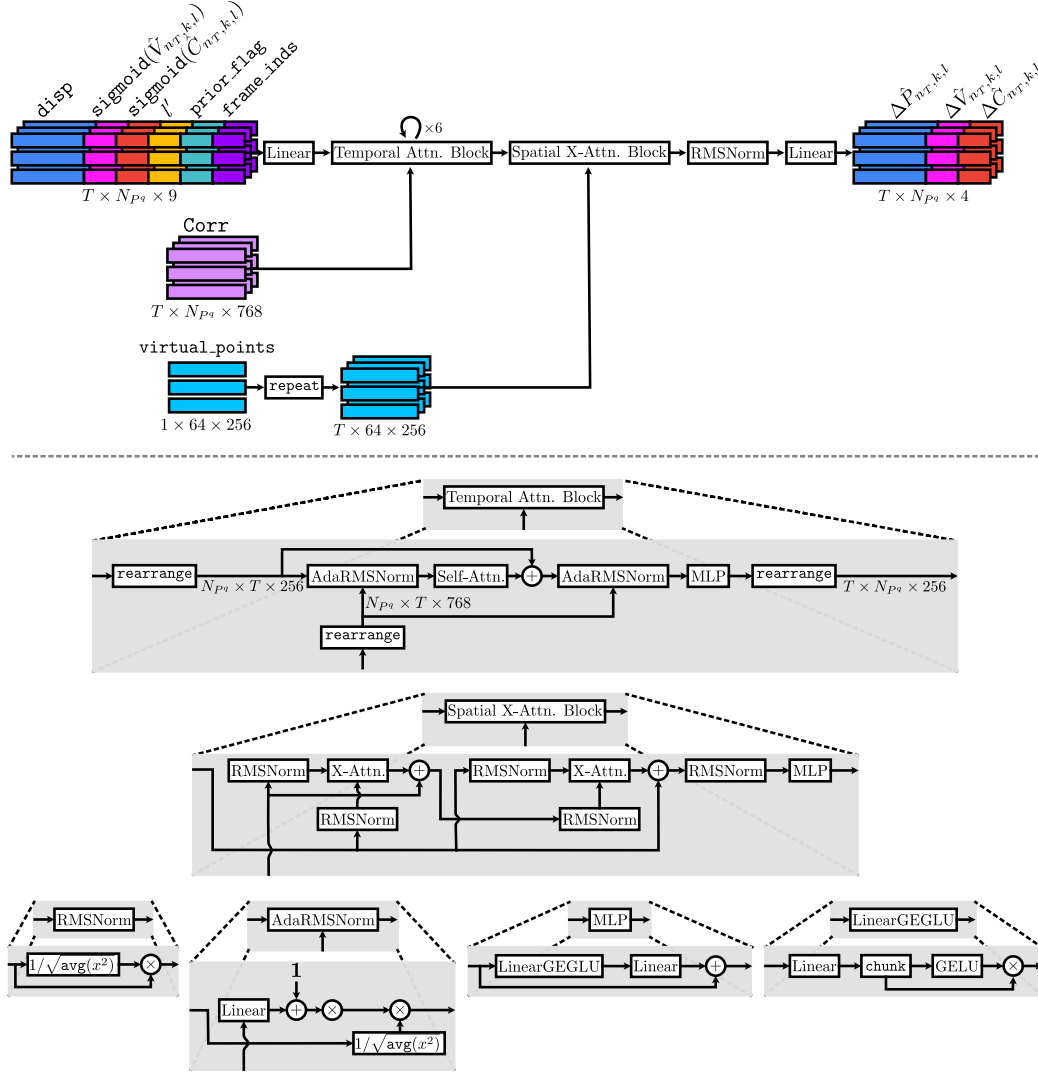 disp sigmoid(V̂_{n_T,k,l}) sigmoid(Ĉ_{n_T,k,l}) l′ prior_flag frame_inds
ΔP̂_{n_T,k,l} ΔV̂_{n_T,k,l} ΔĈ_{n_T,k,l}
×6
Linear Temporal Attn. Block Spatial X-Attn. Block RMSNorm Linear
T × N_{P^q} × 9
T × N_{P^q} × 4
Corr
T × N_{P^q} × 768
virtual_points
repeat
1 × 64 × 256
T × 64 × 256
Temporal Attn. Block
rearrange N_{P^q} × T × 256 AdaRMSNorm Self-Attn. + AdaRMSNorm MLP rearrange T × N_{P^q} × 256
N_{P^q} × T × 768
rearrange
Spatial X-Attn. Block
RMSNorm X-Attn. + RMSNorm X-Attn. + RMSNorm MLP
RMSNorm RMSNorm
RMSNorm
1/√avg(x²) ×
AdaRMSNorm
1
Linear + × ×
1/√avg(x²)
MLP
LinearGEGLU Linear +
LinearGEGLU
Linear chunk GELU ×